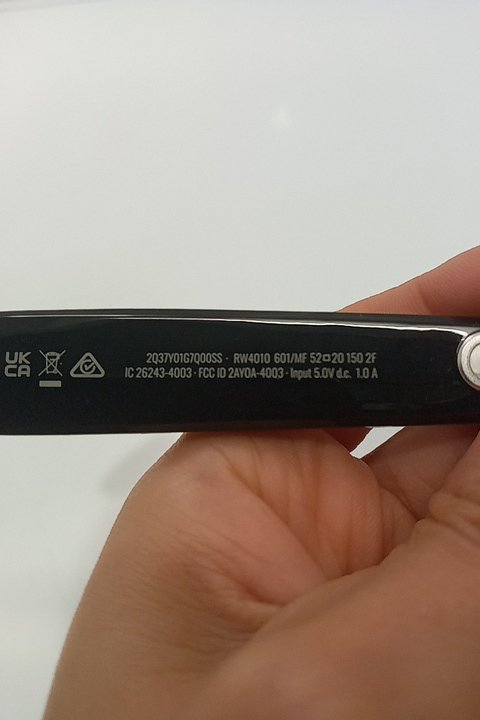 UK
CA
2Q37Y0167Q00SS · RW4010 601/MF 52□20 150 2F
IC 26243-4003 · FCC ID 2AYOA-4003 · Input 5.0V d.c. 1.0 A